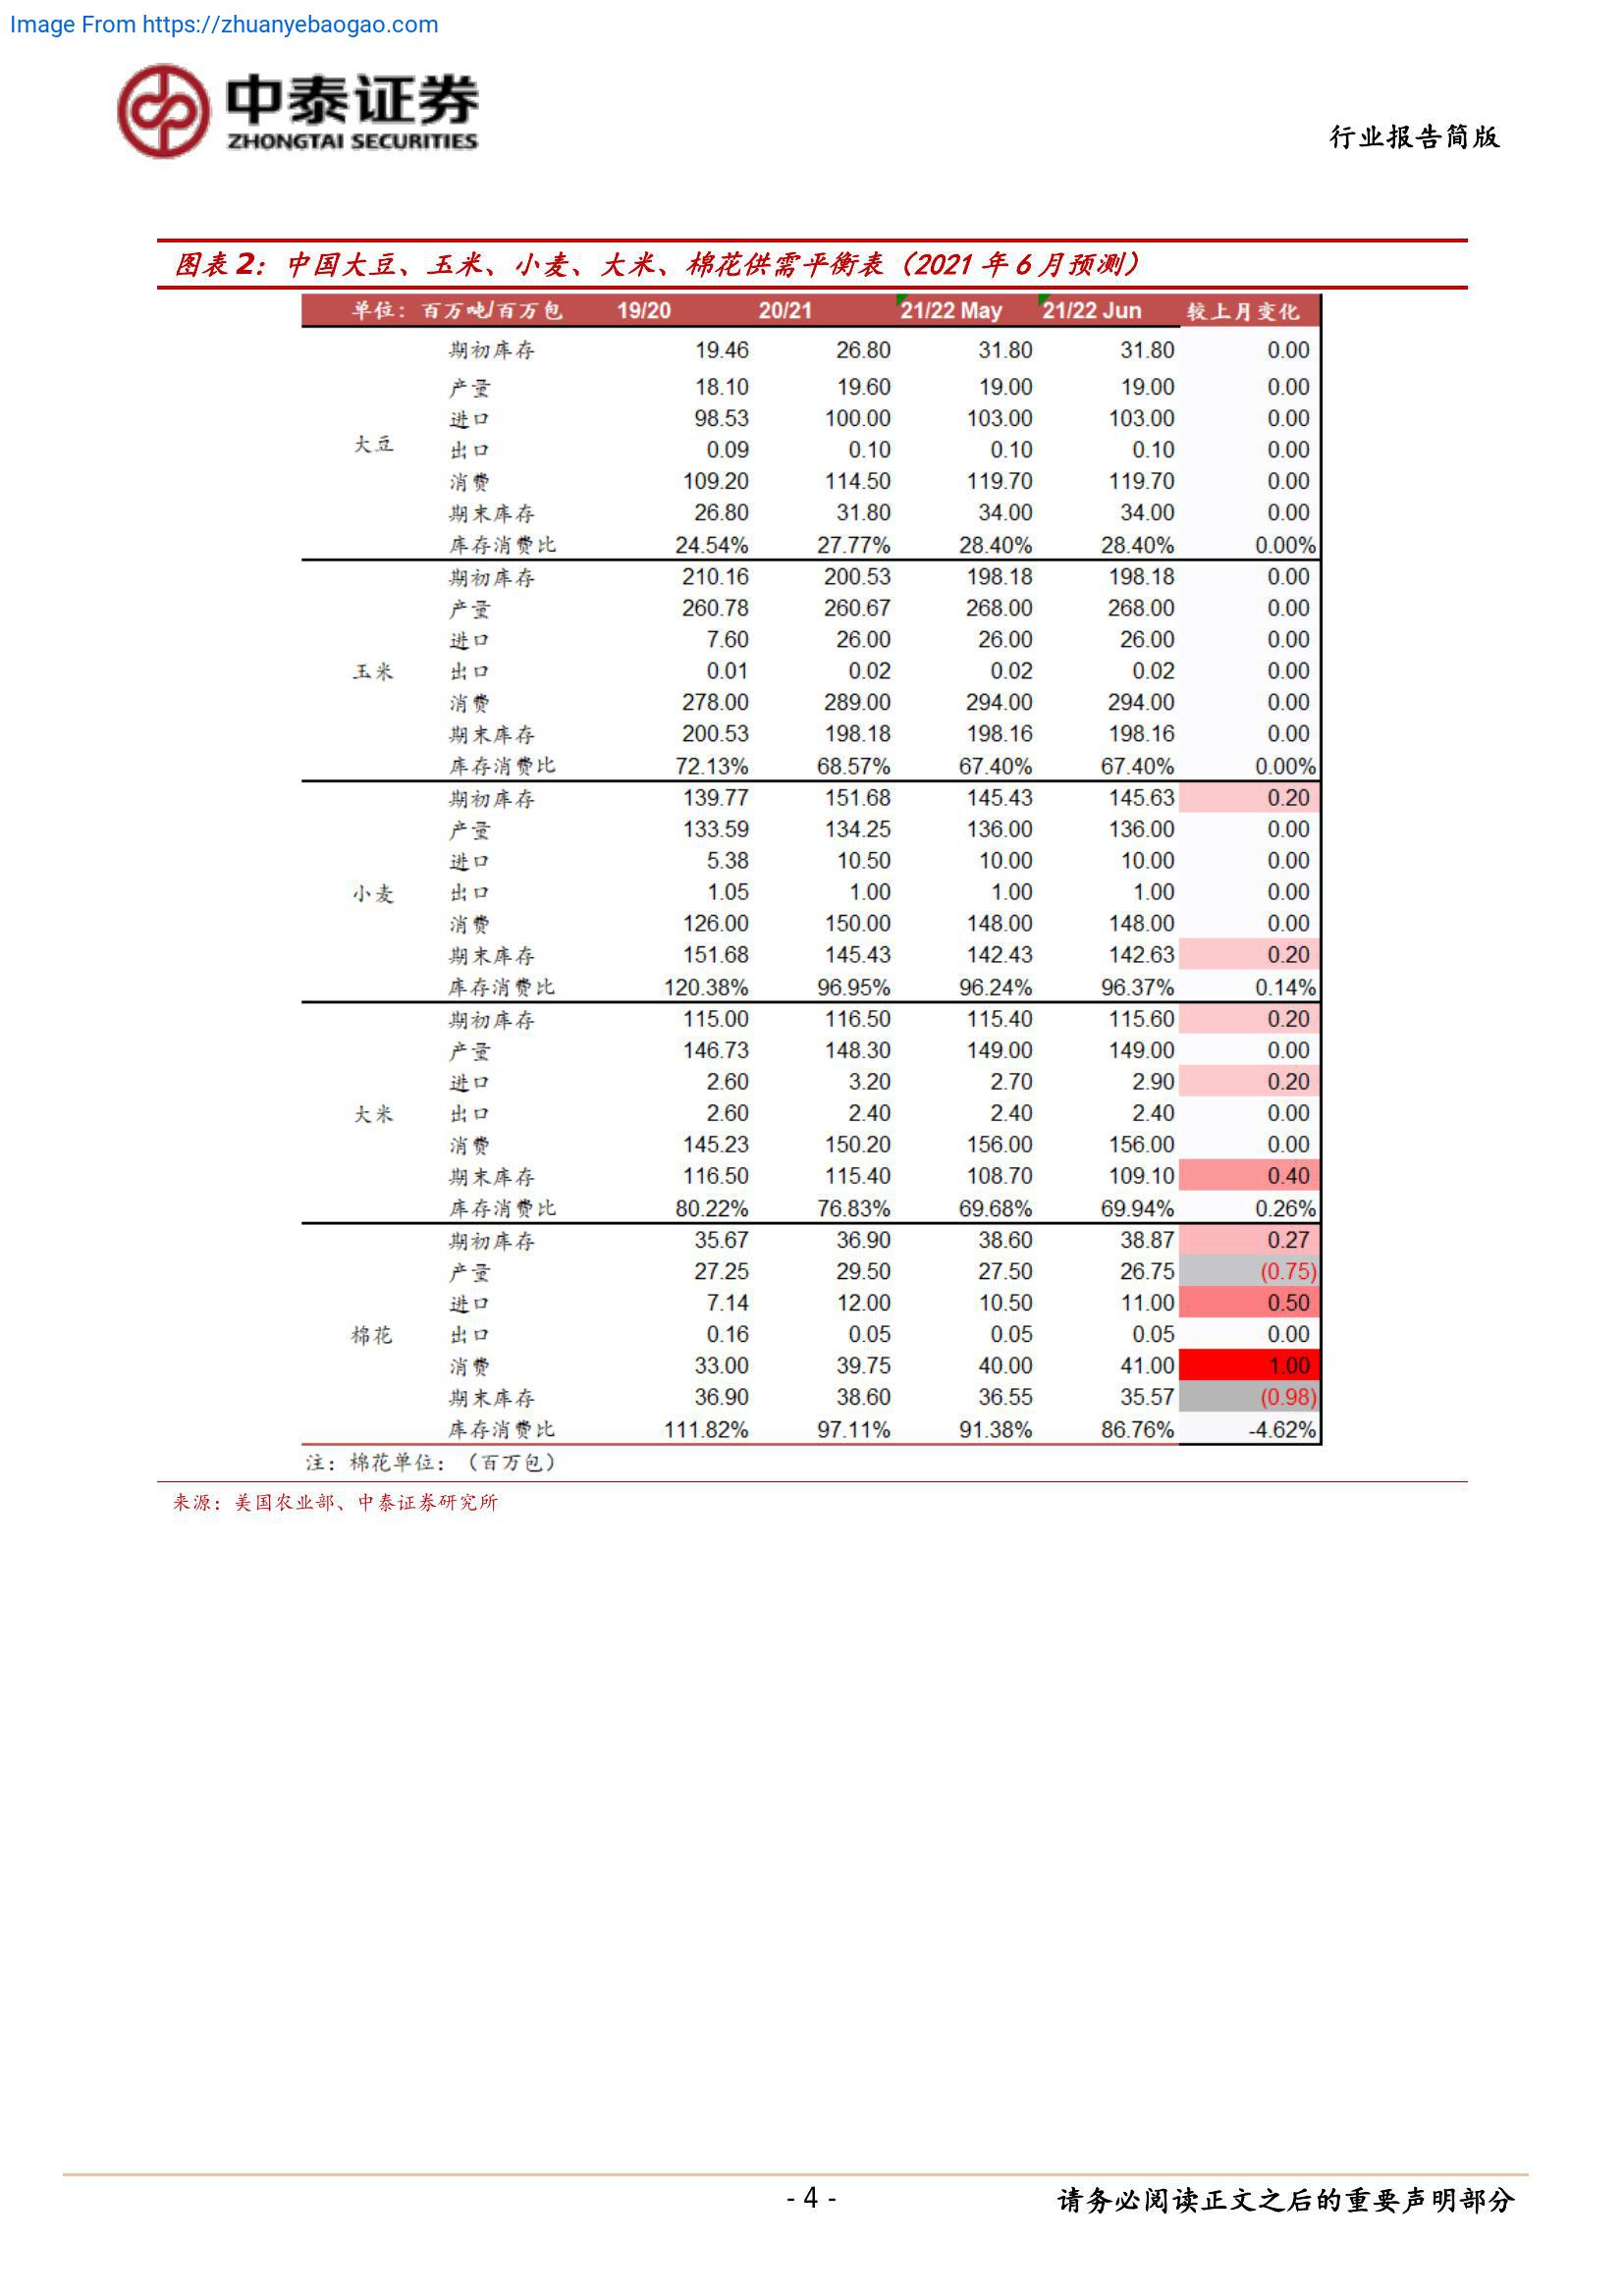 Image From https://zhuanyebaogao.com
中泰证券
ZHONGTAI SECURITIES
行业报告简版
图表 2：中国大豆、玉米、小麦、大米、棉花供需平衡表（2021 年 6 月预测）
单位：百万吨/百万包 19/20 20/21 21/22 May 21/22 Jun 较上月变化
期初库存 19.46 26.80 31.80 31.80 0.00
产量 18.10 19.60 19.00 19.00 0.00
进口 98.53 100.00 103.00 103.00 0.00
大豆 出口 0.09 0.10 0.10 0.10 0.00
消费 109.20 114.50 119.70 119.70 0.00
期末库存 26.80 31.80 34.00 34.00 0.00
库存消费比 24.54% 27.77% 28.40% 28.40% 0.00%
期初库存 210.16 200.53 198.18 198.18 0.00
产量 260.78 260.67 268.00 268.00 0.00
进口 7.60 26.00 26.00 26.00 0.00
玉米 出口 0.01 0.02 0.02 0.02 0.00
消费 278.00 289.00 294.00 294.00 0.00
期末库存 200.53 198.18 198.16 198.16 0.00
库存消费比 72.13% 68.57% 67.40% 67.40% 0.00%
期初库存 139.77 151.68 145.43 145.63 0.20
产量 133.59 134.25 136.00 136.00 0.00
进口 5.38 10.50 10.00 10.00 0.00
小麦 出口 1.05 1.00 1.00 1.00 0.00
消费 126.00 150.00 148.00 148.00 0.00
期末库存 151.68 145.43 142.43 142.63 0.20
库存消费比 120.38% 96.95% 96.24% 96.37% 0.14%
期初库存 115.00 116.50 115.40 115.60 0.20
产量 146.73 148.30 149.00 149.00 0.00
进口 2.60 3.20 2.70 2.90 0.20
大米 出口 2.60 2.40 2.40 2.40 0.00
消费 145.23 150.20 156.00 156.00 0.00
期末库存 116.50 115.40 108.70 109.10 0.40
库存消费比 80.22% 76.83% 69.68% 69.94% 0.26%
期初库存 35.67 36.90 38.60 38.87 0.27
产量 27.25 29.50 27.50 26.75 (0.75)
进口 7.14 12.00 10.50 11.00 0.50
棉花 出口 0.16 0.05 0.05 0.05 0.00
消费 33.00 39.75 40.00 41.00 1.00
期末库存 36.90 38.60 36.55 35.57 (0.98)
库存消费比 111.82% 97.11% 91.38% 86.76% -4.62%
注：棉花单位：（百万包）
来源：美国农业部、中泰证券研究所
- 4 -
请务必阅读正文之后的重要声明部分